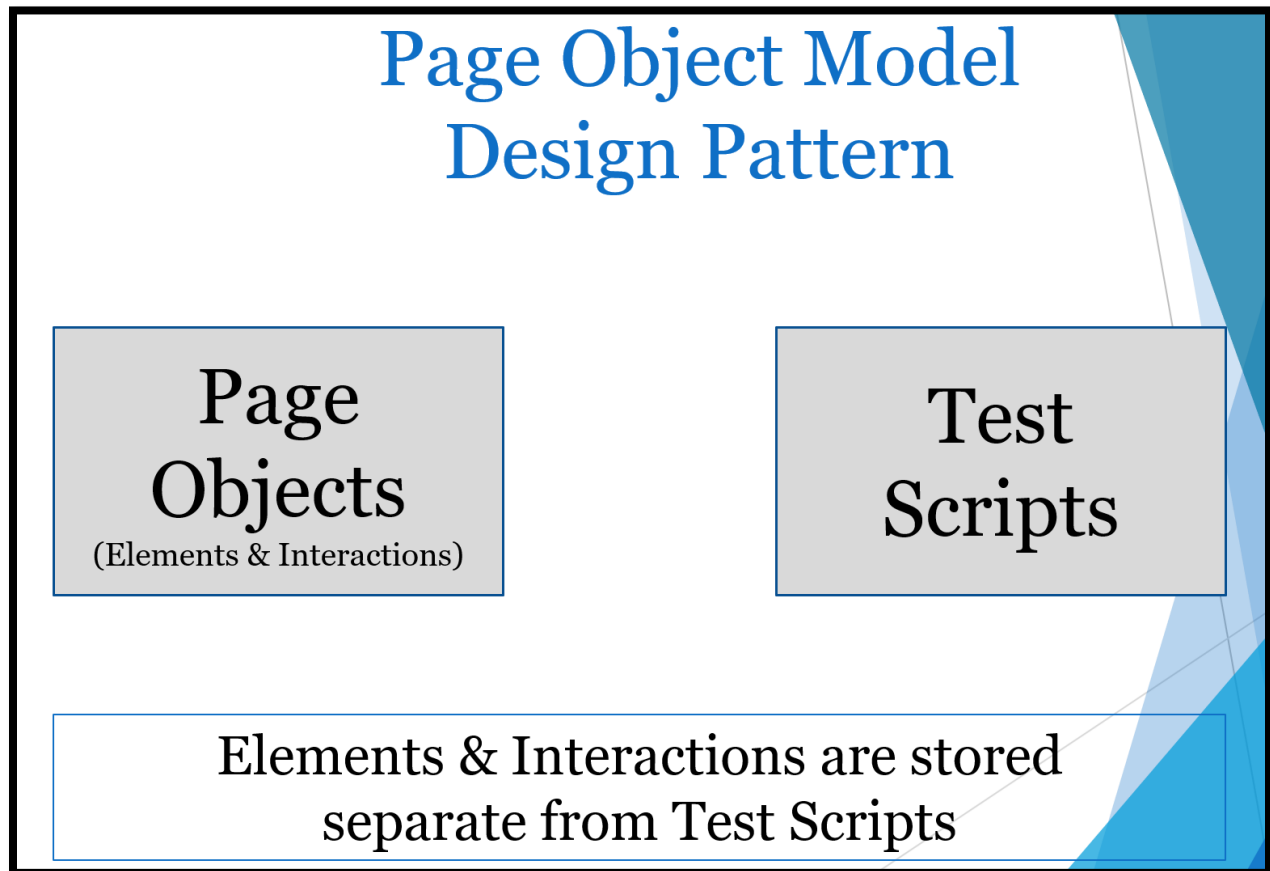 Page Object Model
Design Pattern
Page
Objects
(Elements & Interactions)
Test
Scripts
Elements & Interactions are stored
separate from Test Scripts